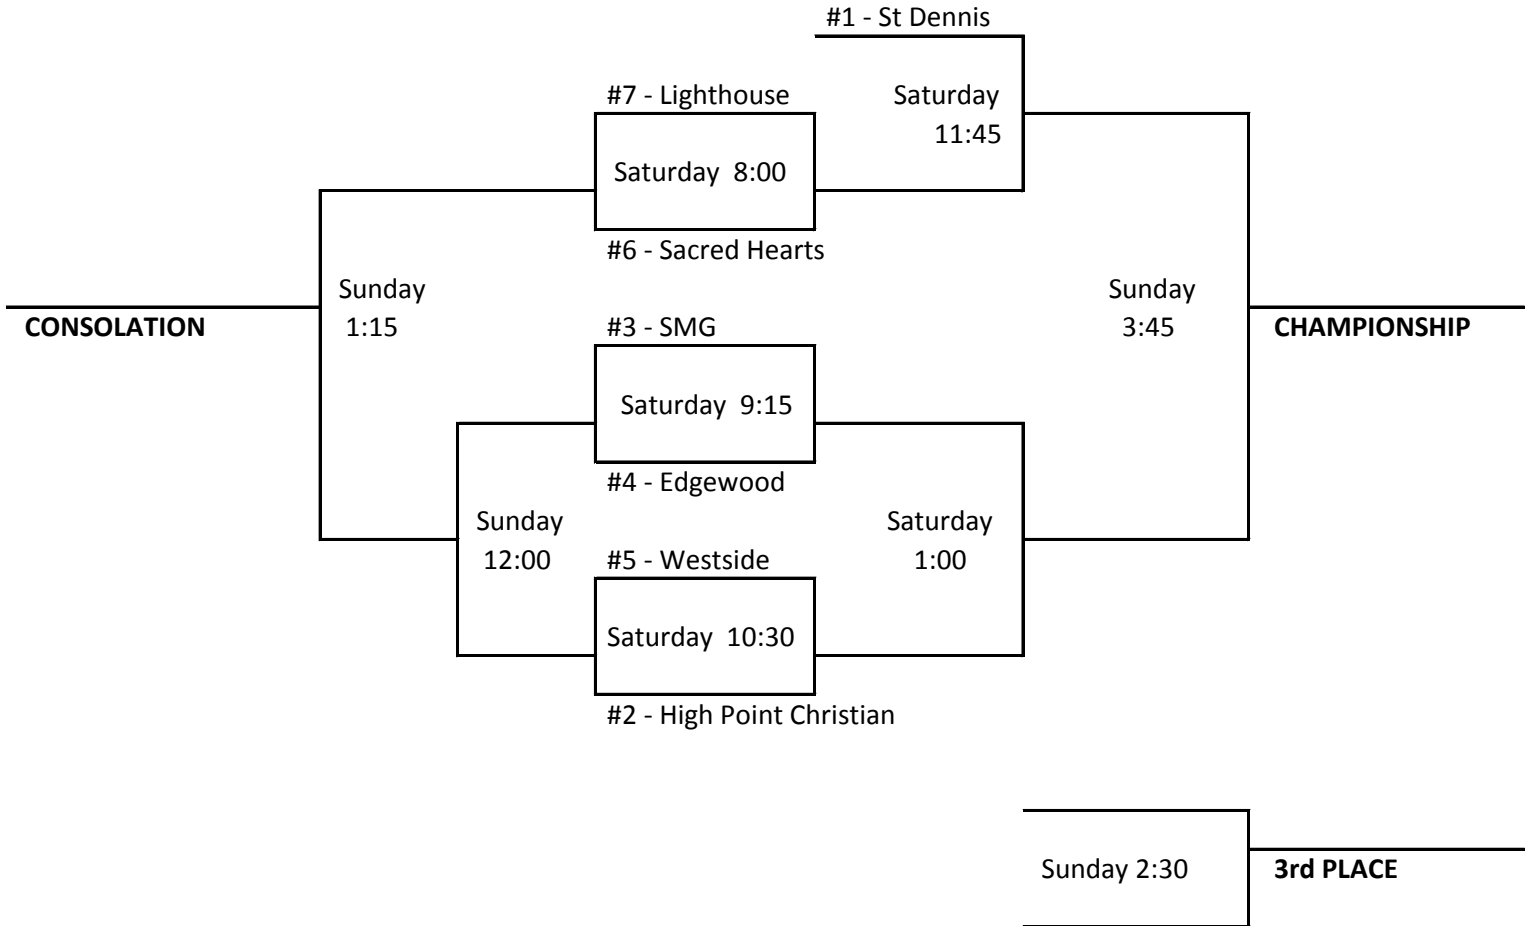 #1 - St Dennis
#7 - Lighthouse
Saturday
11:45
Saturday 8:00
#6 - Sacred Hearts
Sunday
1:15
CONSOLATION
#3 - SMG
Sunday
3:45
CHAMPIONSHIP
Saturday 9:15
#4 - Edgewood
Sunday
12:00
#5 - Westside
Saturday
1:00
Saturday 10:30
#2 - High Point Christian
Sunday 2:30
3rd PLACE